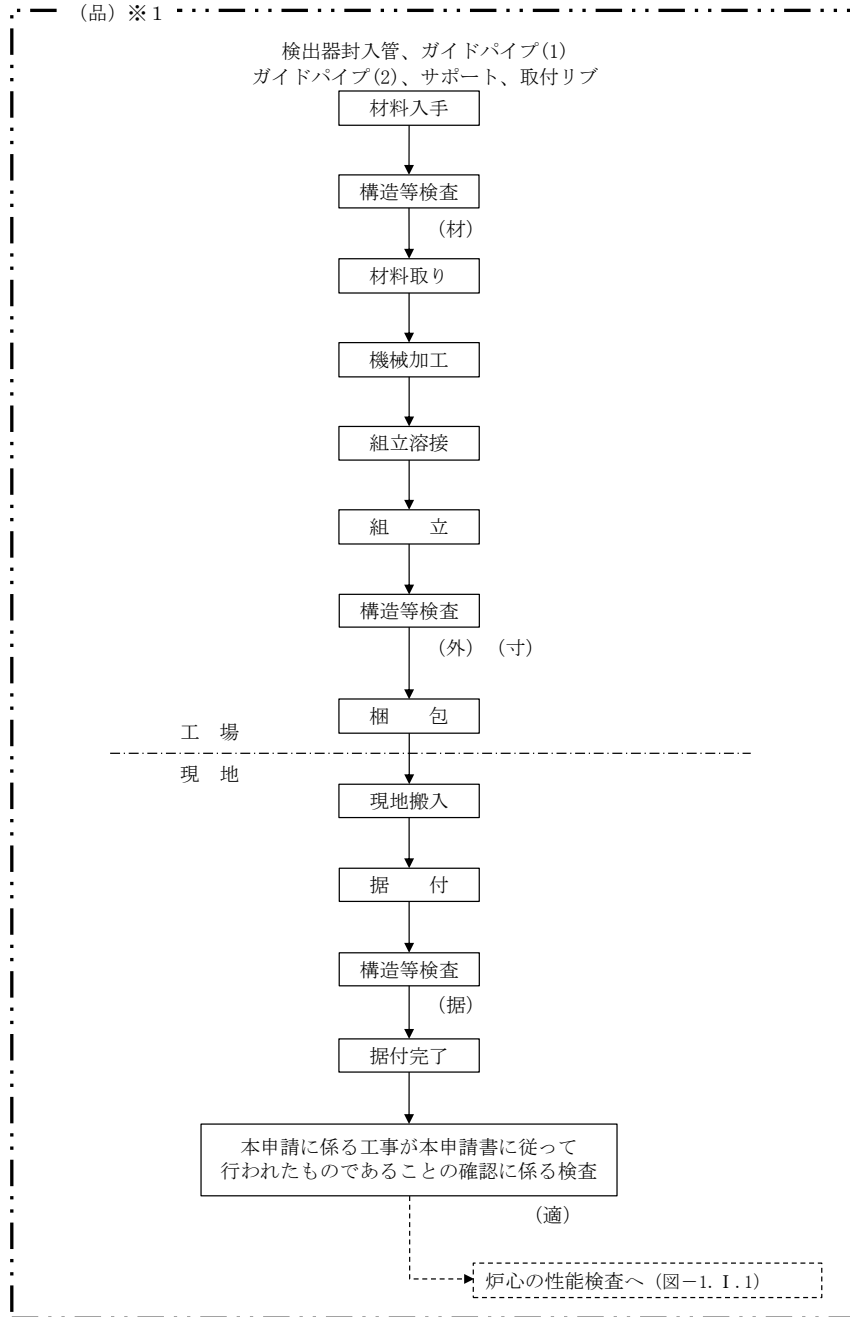 （品）※１
検出器封入管、ガイドパイプ(1)
ガイドパイプ(2)、サポート、取付リブ
材料入手
構造等検査
（材）
材料取り
機械加工
組立溶接
組　　立
構造等検査
（外）（寸）
梱　　包
工　場
現　地
現地搬入
据　　付
構造等検査
（据）
据付完了
本申請に係る工事が本申請書に従って
行われたものであることの確認に係る検査
（適）
炉心の性能検査へ（図－1.Ⅰ.1）